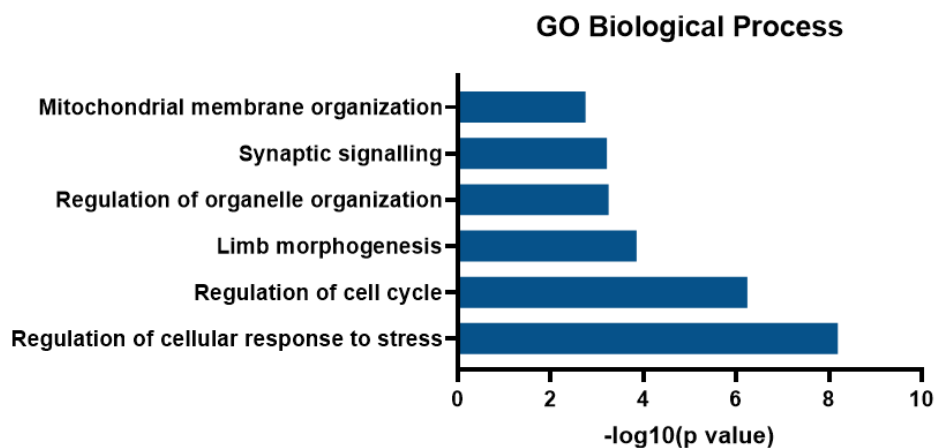 GO Biological Process
Mitochondrial membrane organization
Synaptic signalling
Regulation of organelle organization
Limb morphogenesis
Regulation of cell cycle
Regulation of cellular response to stress
0 2 4 6 8 10
-log10(p value)